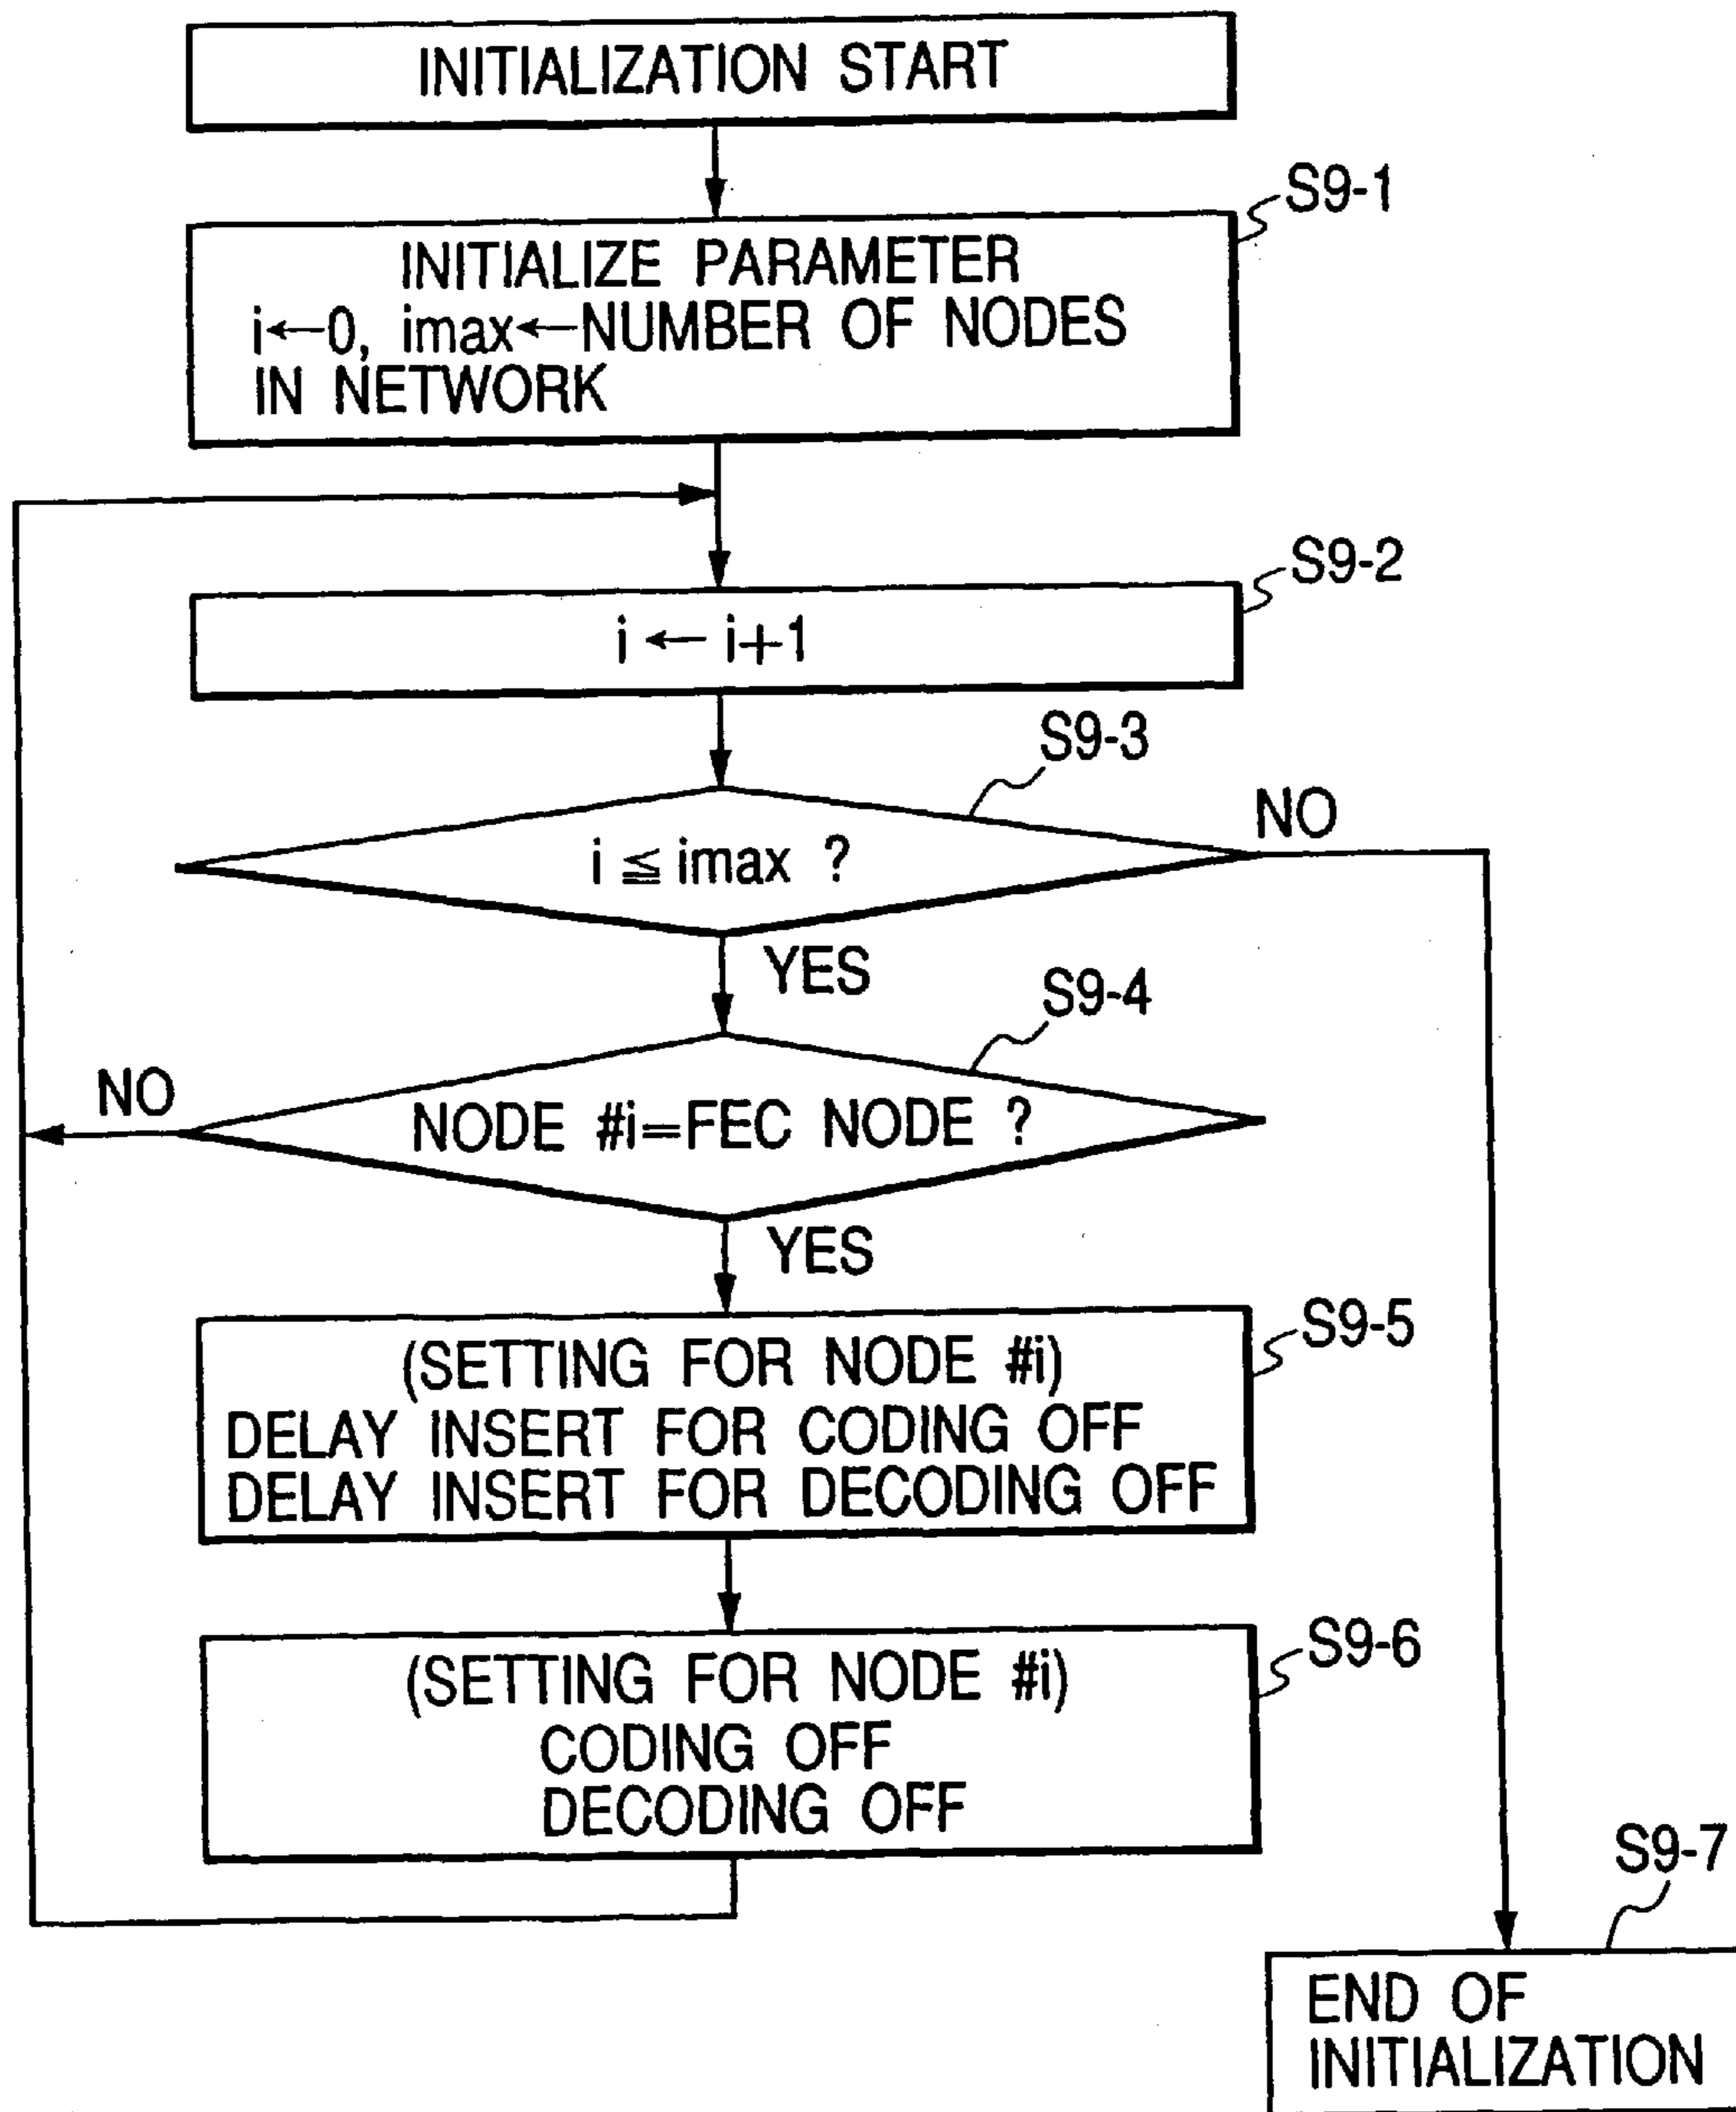 INITIALIZATION START
S9-1
INITIALIZE PARAMETER
i←0, imax←NUMBER OF NODES
IN NETWORK
S9-2
i ← i+1
S9-3
NO
i ≦ imax ?
YES
S9-4
NO
NODE #i=FEC NODE ?
YES
S9-5
(SETTING FOR NODE #i)
DELAY INSERT FOR CODING OFF
DELAY INSERT FOR DECODING OFF
S9-6
(SETTING FOR NODE #i)
CODING OFF
DECODING OFF
S9-7
END OF
INITIALIZATION